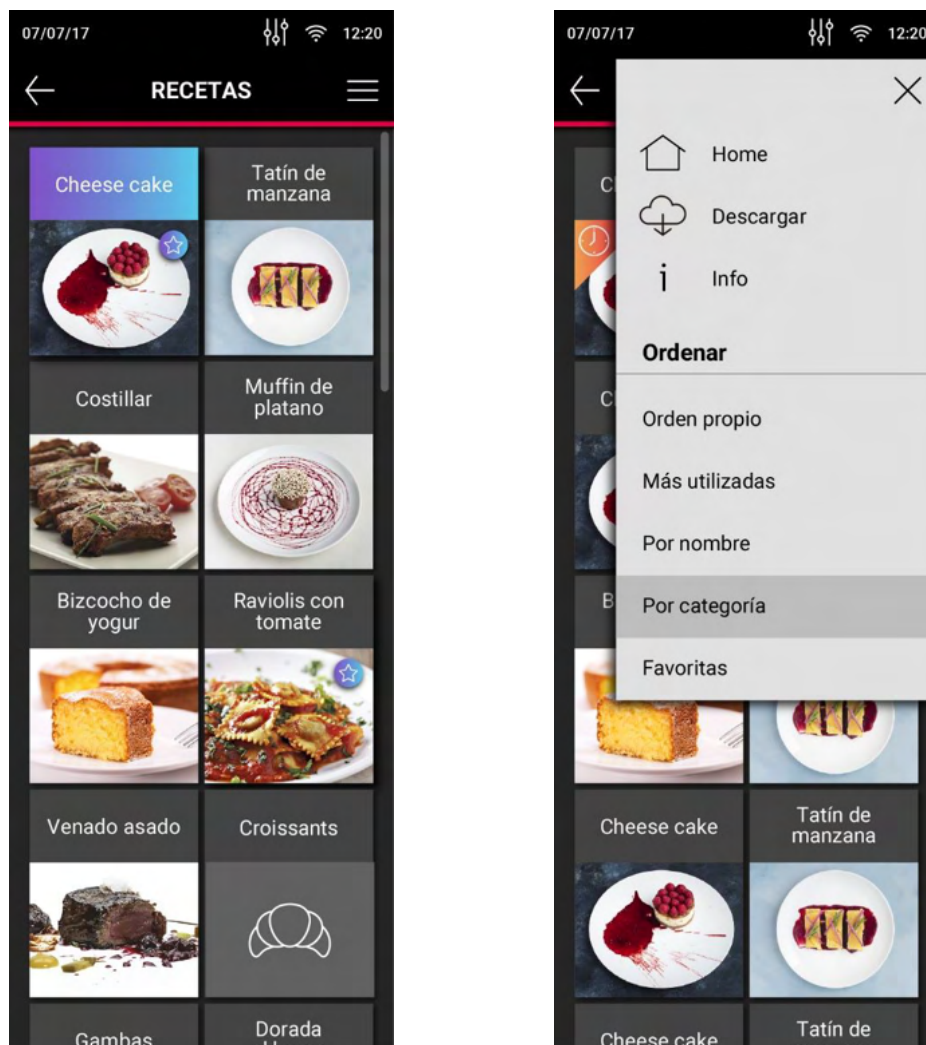 07/07/17 12:20
RECETAS
Cheese cake
Tatín de
manzana
Costillar
Muffin de
platano
Bizcocho de
yogur
Raviolis con
tomate
Venado asado
Croissants
Gambas
Dorada
07/07/17 12:20
Home
Descargar
i Info
Ordenar
Orden propio
Más utilizadas
Por nombre
Por categoría
Favoritas
Cheese cake
Tatín de
manzana
Cheese cake
Tatín de